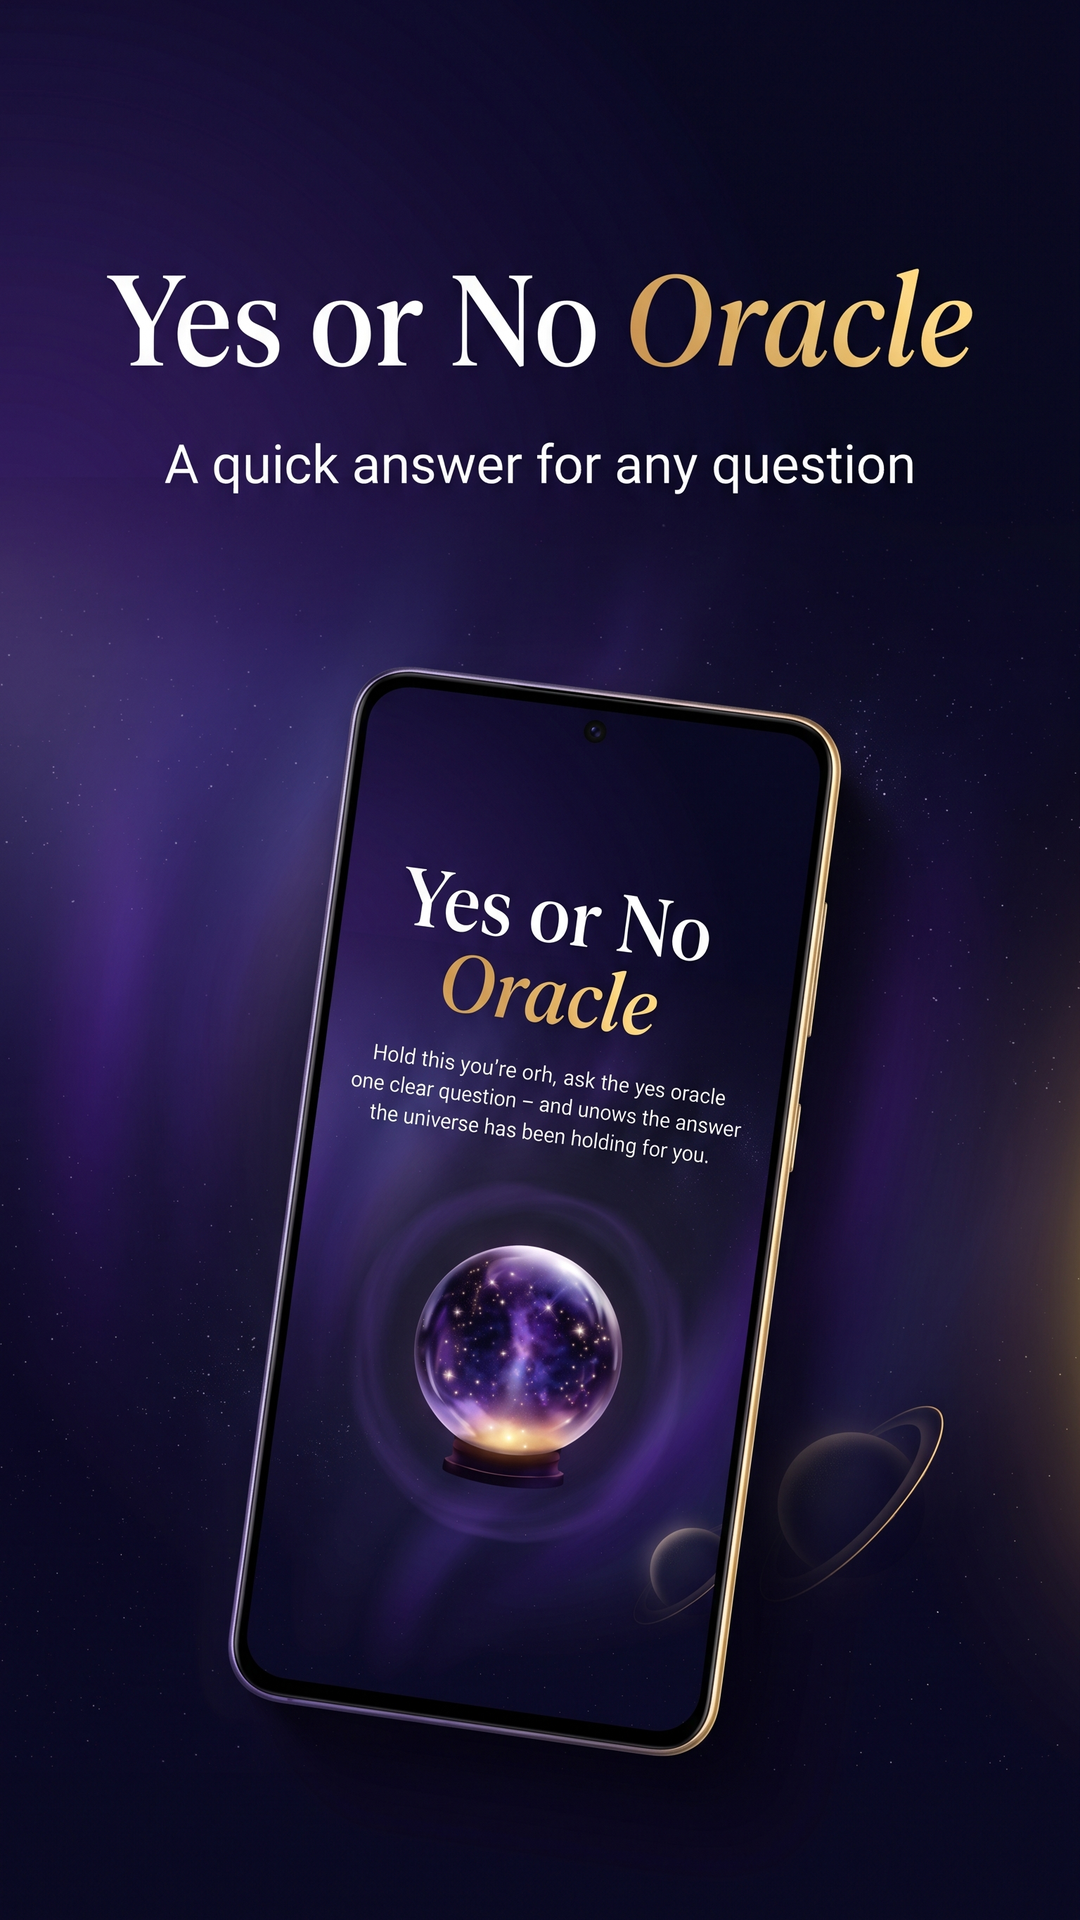 Yes or No Oracle
A quick answer for any question
Yes or No
Oracle
Hold this you're orh, ask the yes oracle
one clear question – and unows the answer
the universe has been holding for you.